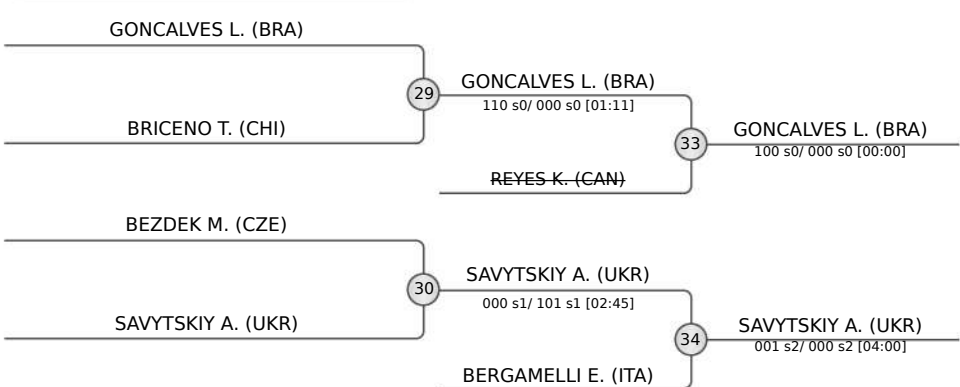 GONCALVES L. (BRA)
29
GONCALVES L. (BRA)
110 s0/ 000 s0 [01:11]
BRICENO T. (CHI)
33
GONCALVES L. (BRA)
100 s0/ 000 s0 [00:00]
REYES K. (CAN)
BEZDEK M. (CZE)
30
SAVYTSKIY A. (UKR)
000 s1/ 101 s1 [02:45]
SAVYTSKIY A. (UKR)
34
SAVYTSKIY A. (UKR)
001 s2/ 000 s2 [04:00]
BERGAMELLI E. (ITA)